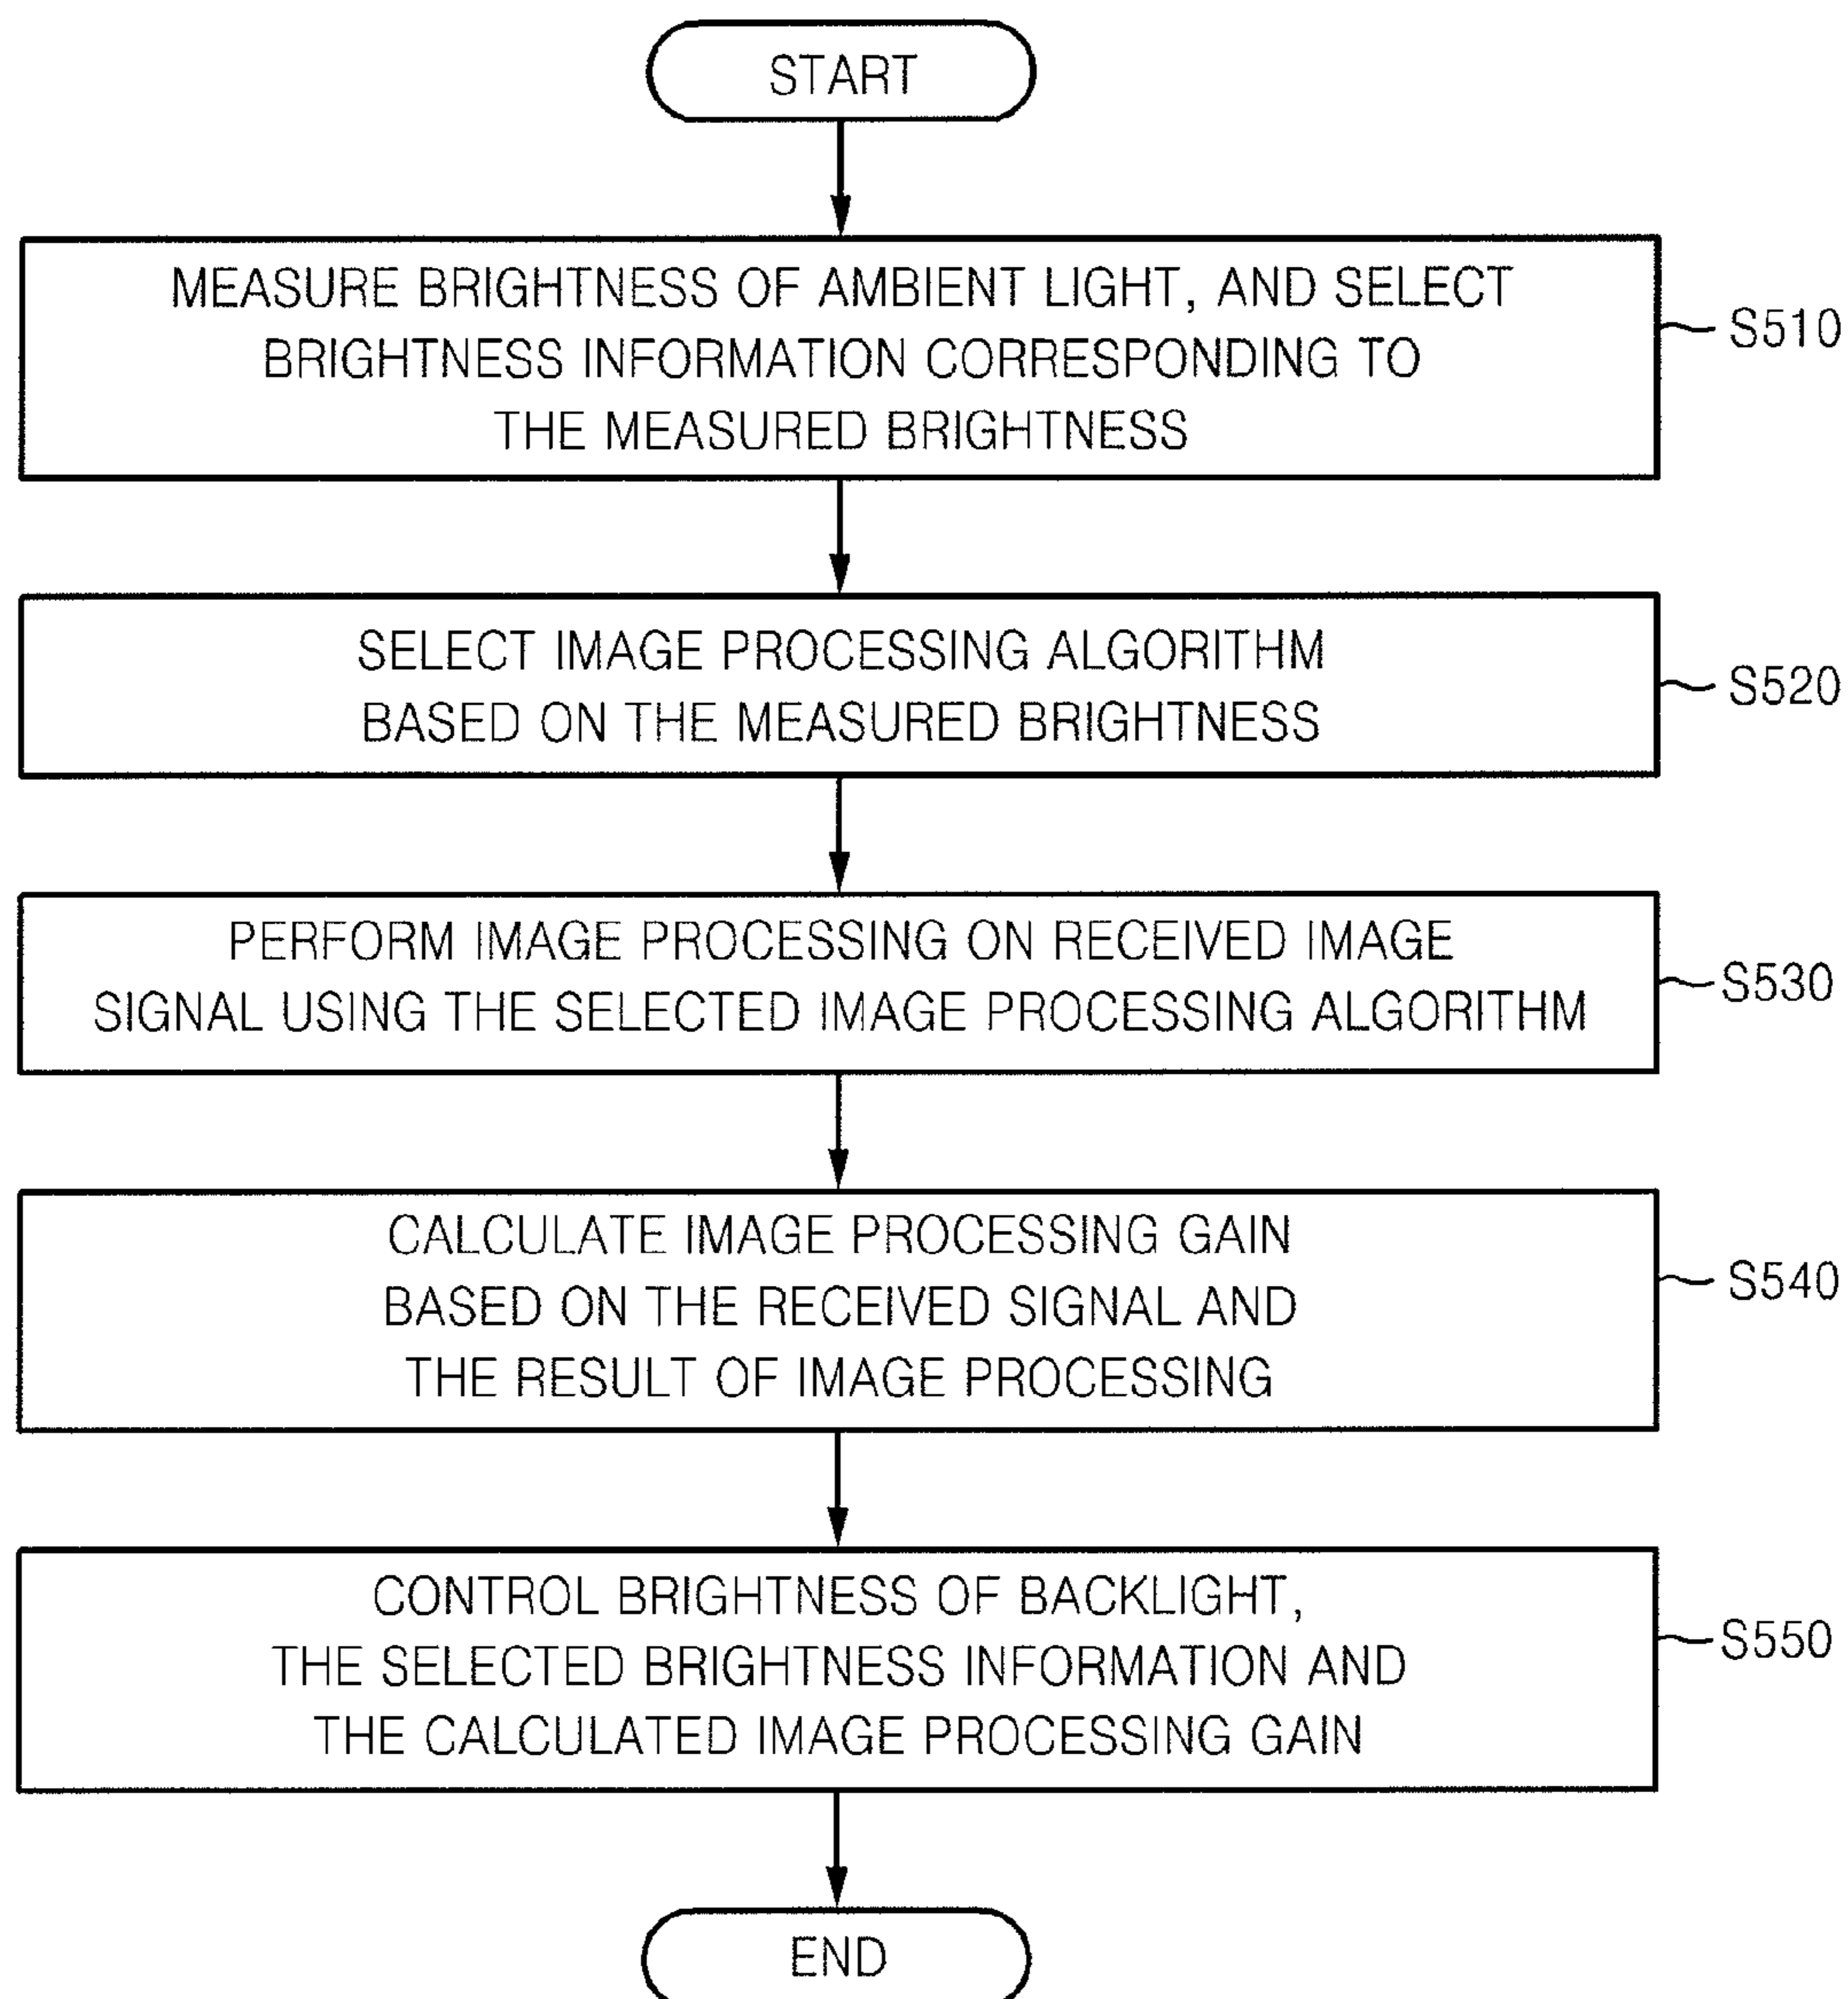 START
MEASURE BRIGHTNESS OF AMBIENT LIGHT, AND SELECT
BRIGHTNESS INFORMATION CORRESPONDING TO
THE MEASURED BRIGHTNESS
S510
SELECT IMAGE PROCESSING ALGORITHM
BASED ON THE MEASURED BRIGHTNESS
S520
PERFORM IMAGE PROCESSING ON RECEIVED IMAGE
SIGNAL USING THE SELECTED IMAGE PROCESSING ALGORITHM
S530
CALCULATE IMAGE PROCESSING GAIN
BASED ON THE RECEIVED SIGNAL AND
THE RESULT OF IMAGE PROCESSING
S540
CONTROL BRIGHTNESS OF BACKLIGHT,
THE SELECTED BRIGHTNESS INFORMATION AND
THE CALCULATED IMAGE PROCESSING GAIN
S550
END